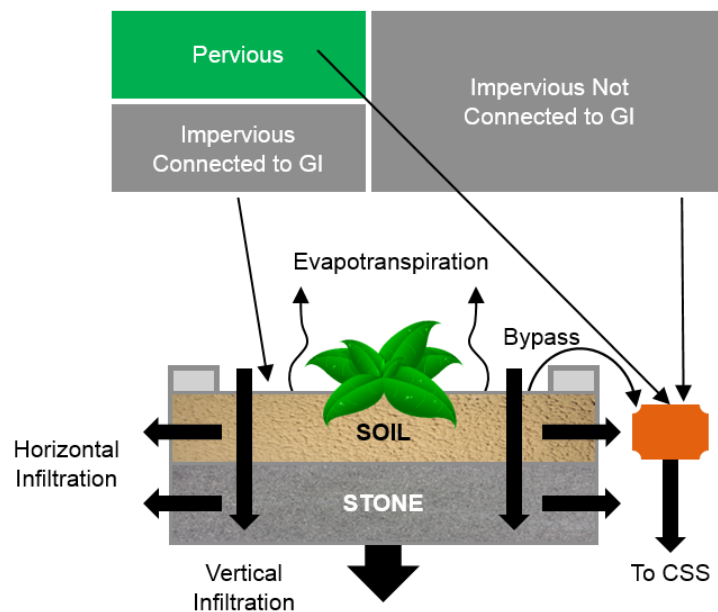 Pervious
Impervious Not
Connected to GI
Impervious
Connected to GI
Evapotranspiration
Bypass
SOIL
Horizontal
Infiltration
STONE
Vertical
Infiltration
To CSS